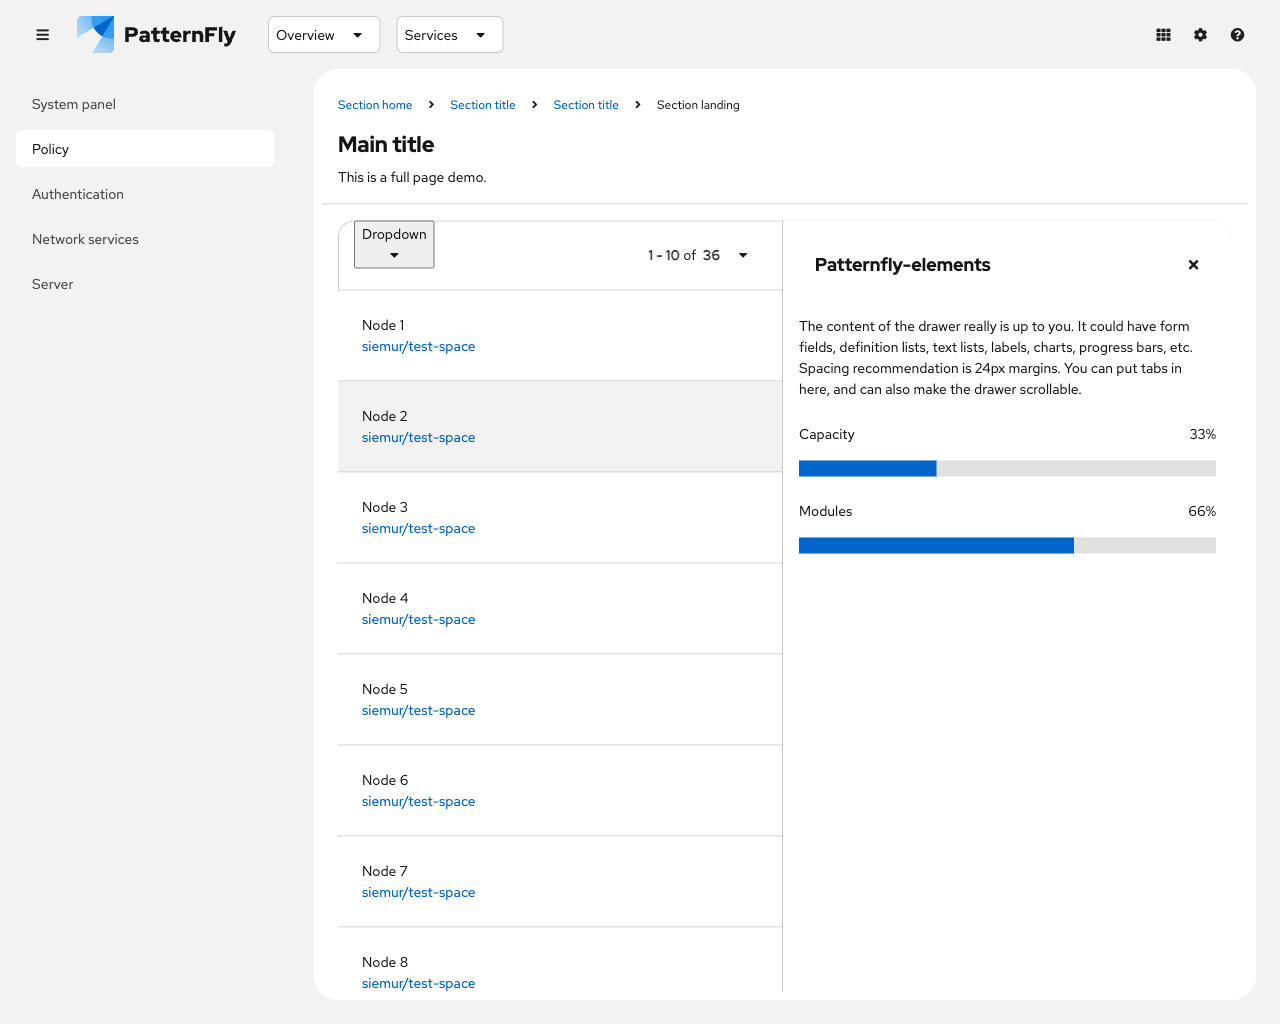 PatternFly
Overview
Services
System panel
Policy
Authentication
Network services
Server
Section home
Section title
Section title
Section landing
Main title
This is a full page demo.
Dropdown
1 - 10 of 36
Node 1
siemur/test-space
Node 2
siemur/test-space
Node 3
siemur/test-space
Node 4
siemur/test-space
Node 5
siemur/test-space
Node 6
siemur/test-space
Node 7
siemur/test-space
Node 8
siemur/test-space
Patternfly-elements
The content of the drawer really is up to you. It could have form
fields, definition lists, text lists, labels, charts, progress bars, etc.
Spacing recommendation is 24px margins. You can put tabs in
here, and can also make the drawer scrollable.
Capacity 33%
Modules 66%